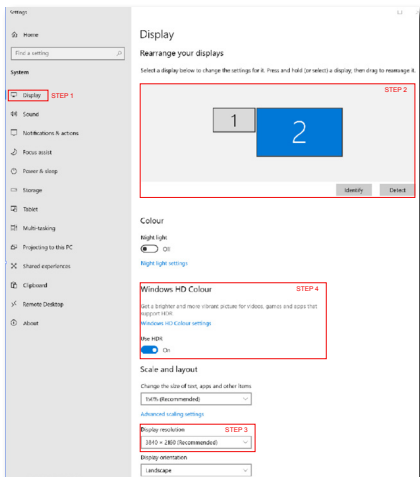 Settings
Home
Find a setting
System
Display
STEP 1
Sound
Notifications & actions
Focus assist
Power & sleep
Storage
Tablet
Multi-tasking
Projecting to this PC
Shared experiences
Clipboard
Remote Desktop
About
Display
Rearrange your displays
Select a display below to change the settings for it. Press and hold (or select) a display, then drag to rearrange it.
STEP 2
1
2
Identify
Detect
Colour
Night light
Off
Night light settings
Windows HD Colour
STEP 4
Get a brighter and more vibrant picture for videos, games and apps that
support HDR
Windows HD Colour settings
Use HDR
On
Scale and layout
Change the size of text, apps and other items
(Recommended)
Advanced scaling settings
Display resolution
STEP 3
3840 × 2160 (Recommended)
Display orientation
Landscape